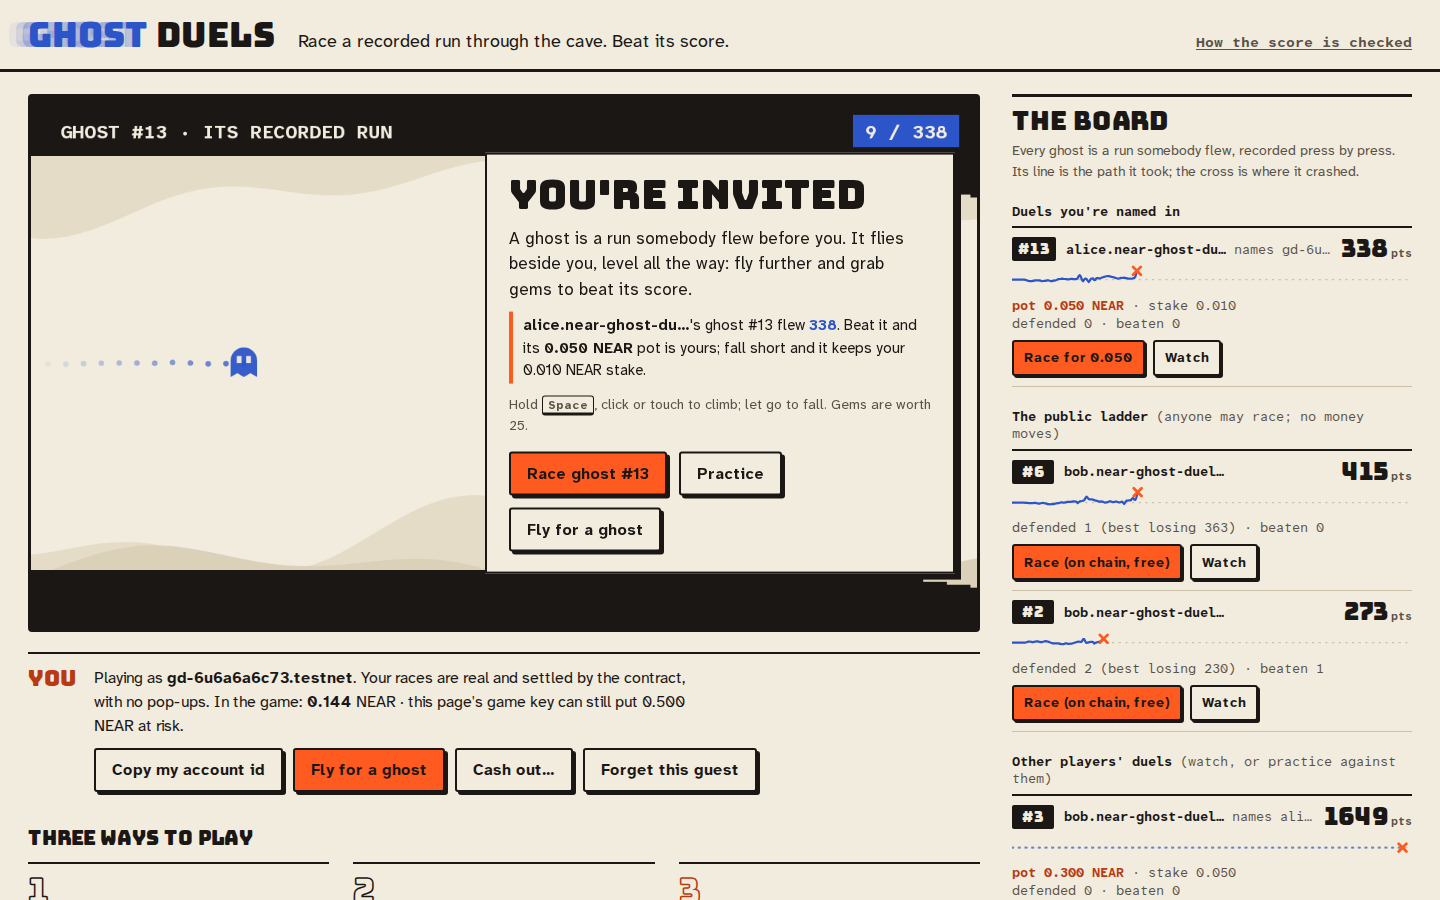 GHOST DUELS
Race a recorded run through the cave. Beat its score.
How the score is checked
GHOST #13 · ITS RECORDED RUN
9 / 338
YOU'RE INVITED
A ghost is a run somebody flew before you. It flies
beside you, level all the way: fly further and grab
gems to beat its score.
alice.near-ghost-du…'s ghost #13 flew 338. Beat it and
its 0.050 NEAR pot is yours; fall short and it keeps your
0.010 NEAR stake.
Hold Space, click or touch to climb; let go to fall. Gems are worth
25.
Race ghost #13
Practice
Fly for a ghost
YOU
Playing as gd-6u6a6a6c73.testnet. Your races are real and settled by the contract,
with no pop-ups. In the game: 0.144 NEAR · this page's game key can still put 0.500
NEAR at risk.
Copy my account id
Fly for a ghost
Cash out…
Forget this guest
THREE WAYS TO PLAY
1
2
3
THE BOARD
Every ghost is a run somebody flew, recorded press by press.
Its line is the path it took; the cross is where it crashed.
Duels you're named in
#13 alice.near-ghost-du… names gd-6u… 338 pts
pot 0.050 NEAR · stake 0.010
defended 0 · beaten 0
Race for 0.050
Watch
The public ladder (anyone may race; no money
moves)
#6 bob.near-ghost-duel… 415 pts
defended 1 (best losing 363) · beaten 0
Race (on chain, free)
Watch
#2 bob.near-ghost-duel… 273 pts
defended 2 (best losing 230) · beaten 1
Race (on chain, free)
Watch
Other players' duels (watch, or practice against
them)
#3 bob.near-ghost-duel… names ali… 1649 pts
pot 0.300 NEAR · stake 0.050
defended 0 · beaten 0